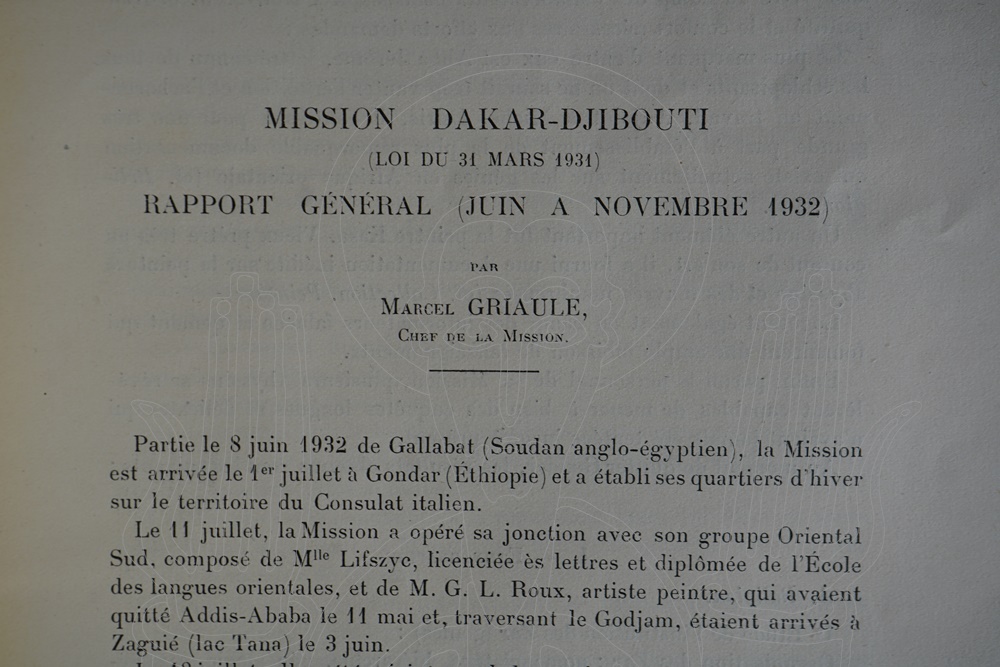 MISSION DAKAR-DJIBOUTI
(LOI DU 31 MARS 1931)
RAPPORT GÉNÉRAL (JUIN A NOVEMBRE 1932)
PAR
MARCEL GRIAULE,
CHEF DE LA MISSION.
Partie le 8 juin 1932 de Gallabat (Soudan anglo-égyptien), la Mission
est arrivée le 1er juillet à Gondar (Éthiopie) et a établi ses quartiers d'hiver
sur le territoire du Consulat italien.
Le 11 juillet, la Mission a opéré sa jonction avec son groupe Oriental
Sud, composé de Mlle Lifszyc, licenciée ès lettres et diplômée de l'École
des langues orientales, et de M. G. L. Roux, artiste peintre, qui avaient
quitté Addis-Ababa le 11 mai et, traversant le Godjam, étaient arrivés à
Zaguié (lac Tana) le 3 juin.